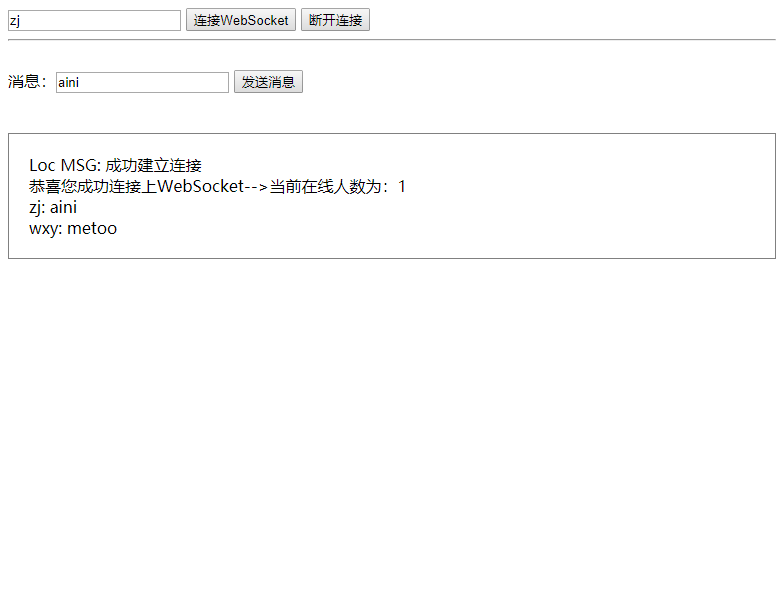 zj 连接WebSocket 断开连接
消息：aini 发送消息
Loc MSG: 成功建立连接
恭喜您成功连接上WebSocket-->当前在线人数为：1
zj: aini
wxy: metoo